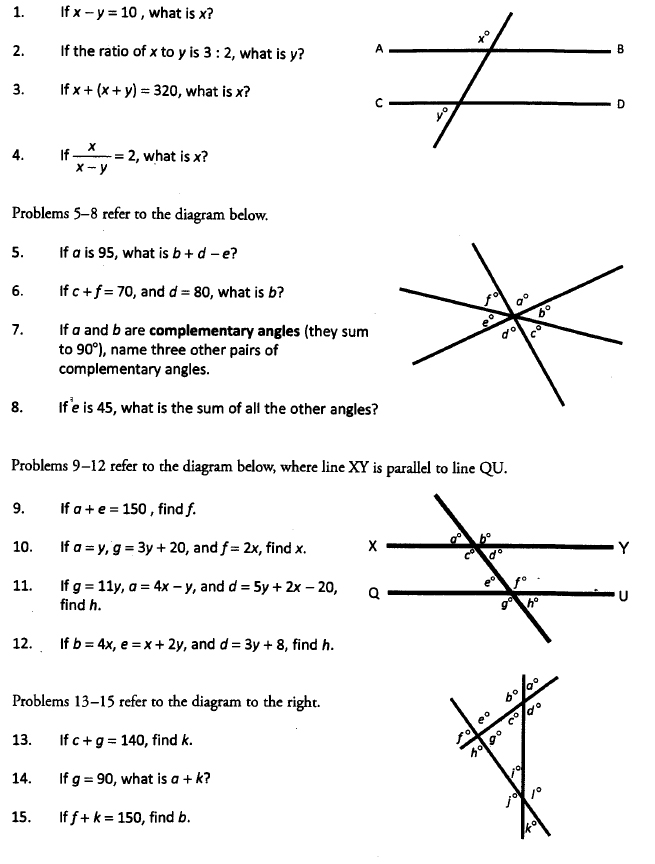 1. If x – y = 10 , what is x?
2. If the ratio of x to y is 3 : 2, what is y?
3. If x + (x + y) = 320, what is x?
4. If x / x – y = 2, what is x?
x°
A B
C D
y°
Problems 5–8 refer to the diagram below.
5. If a is 95, what is b + d – e?
6. If c + f = 70, and d = 80, what is b?
7. If a and b are complementary angles (they sum
to 90°), name three other pairs of
complementary angles.
8. If e is 45, what is the sum of all the other angles?
f° a°
e° b°
d° c°
Problems 9–12 refer to the diagram below, where line XY is parallel to line QU.
9. If a + e = 150 , find f.
10. If a = y, g = 3y + 20, and f = 2x, find x.
11. If g = 11y, a = 4x – y, and d = 5y + 2x – 20,
find h.
12. If b = 4x, e = x + 2y, and d = 3y + 8, find h.
a° b°
X Y
c° d°
e° f°
Q U
g° h°
Problems 13–15 refer to the diagram to the right.
13. If c + g = 140, find k.
14. If g = 90, what is a + k?
15. If f + k = 150, find b.
a°
b°
e° c° d°
f° g°
h°
i°
j° l°
k°